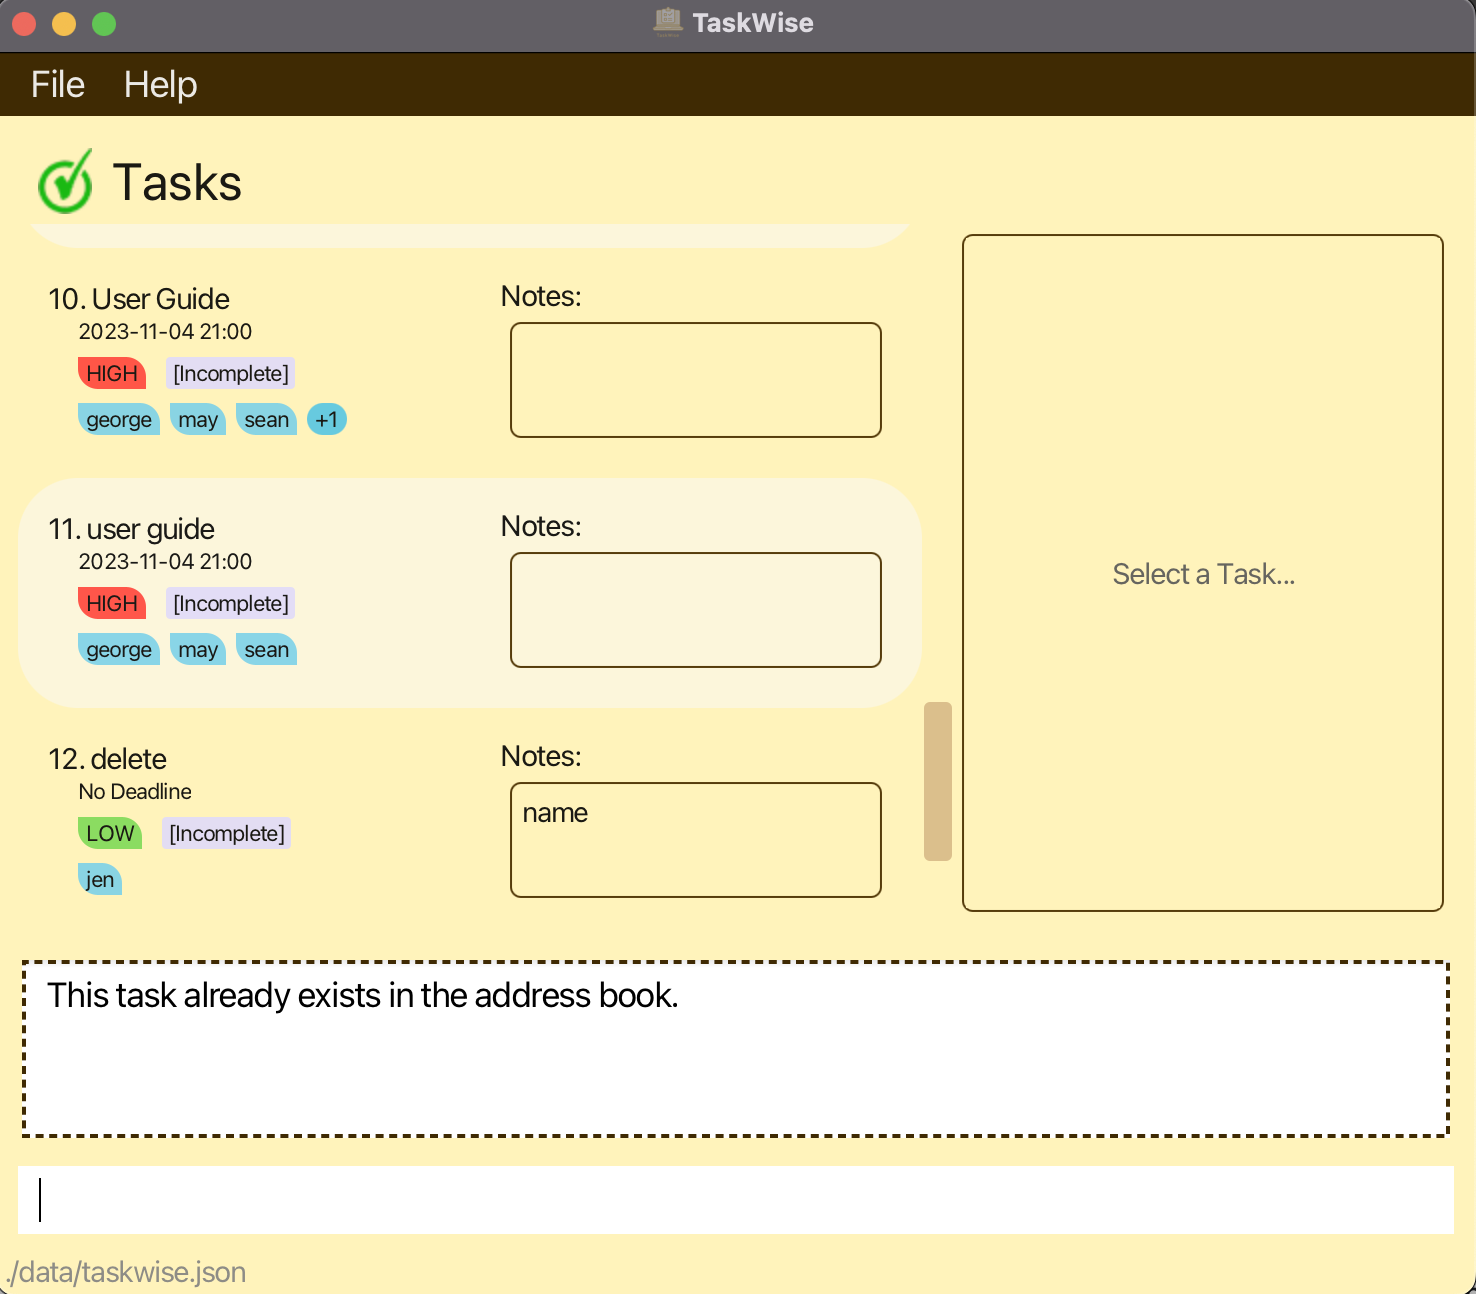 TaskWise
File Help
Tasks
10. User Guide
2023-11-04 21:00
HIGH [Incomplete]
george may sean +1
Notes:
11. user guide
2023-11-04 21:00
HIGH [Incomplete]
george may sean
Notes:
12. delete
No Deadline
LOW [Incomplete]
jen
Notes:
name
Select a Task...
This task already exists in the address book.
./data/taskwise.json